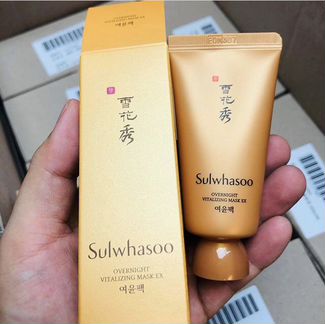 雪花秀
Sulwhasoo
OVERNIGHT
VITALIZING MASK EX
여윤팩
雪花秀
Sulwhasoo
OVERNIGHT
VITALIZING MASK EX
여윤팩